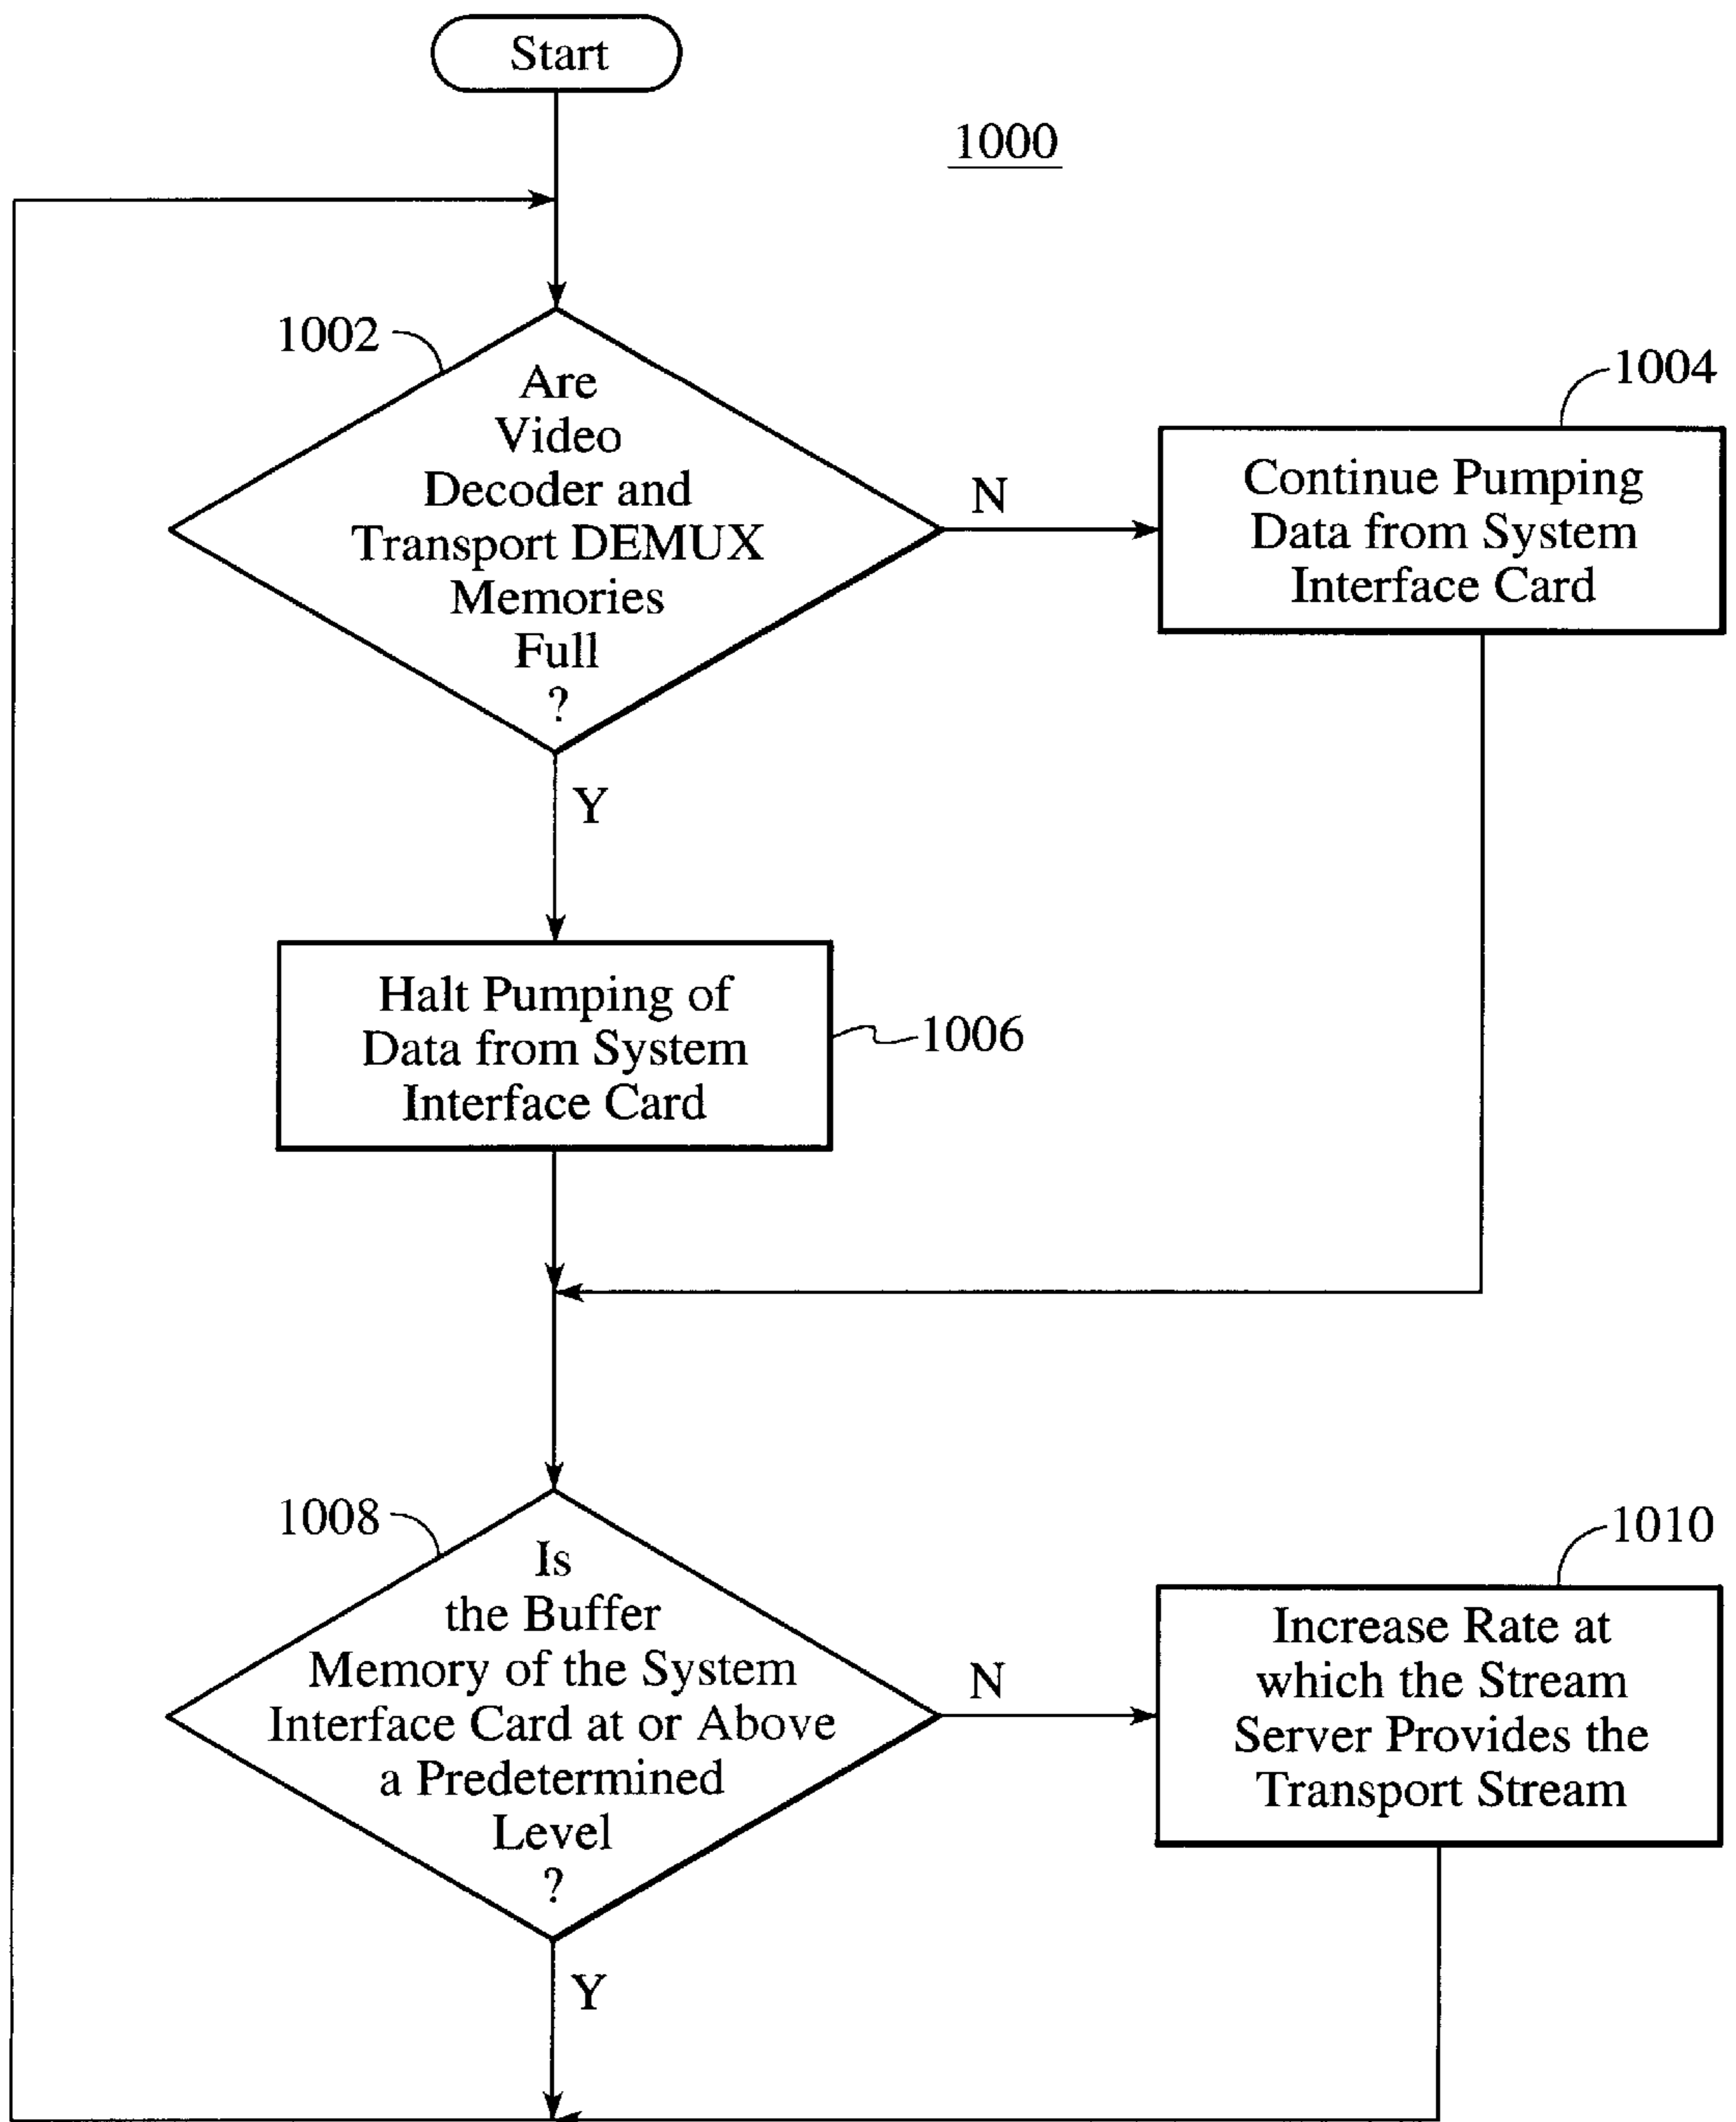 Start
1000
1002
Are
Video
Decoder and
Transport DEMUX
Memories
Full
?
N
1004
Continue Pumping
Data from System
Interface Card
Y
Halt Pumping of
Data from System
Interface Card
1006
1008
Is
the Buffer
Memory of the System
Interface Card at or Above
a Predetermined
Level
?
N
1010
Increase Rate at
which the Stream
Server Provides the
Transport Stream
Y